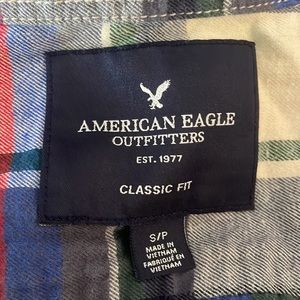 AMERICAN EAGLE
OUTFITTERS
EST. 1977
CLASSIC FIT
S/P
MADE IN
VIETNAM
FABRIQUÉ EN
VIETNAM